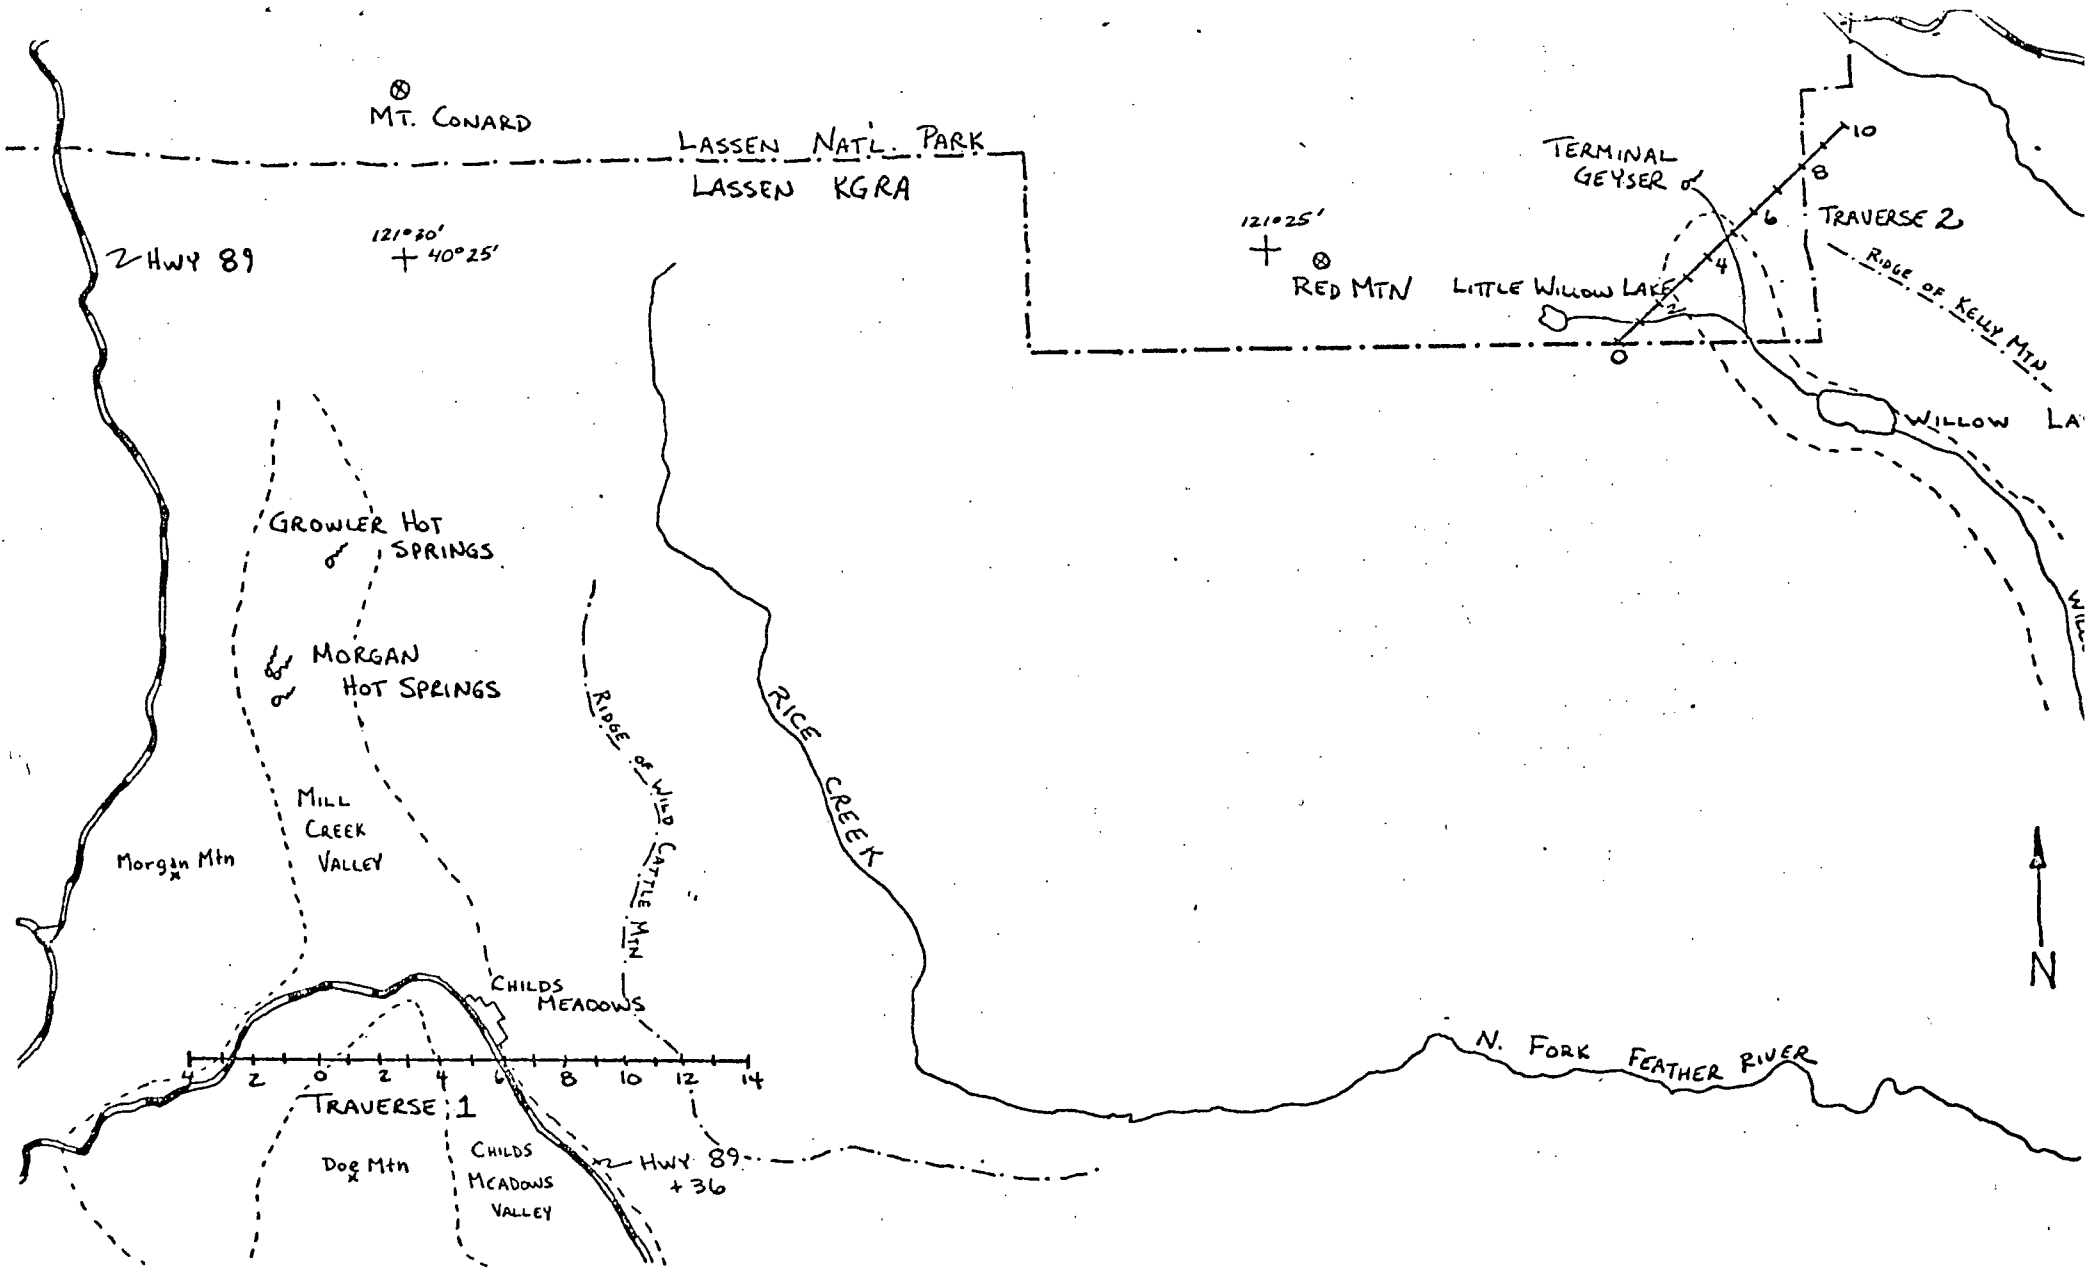 MT. CONARD
LASSEN NAT'L. PARK
LASSEN KGRA
HWY 89
121°30'
40°25'
121°25'
RED MTN
LITTLE WILLOW LAKE
TERMINAL
GEYSER
10
8
6
4
2
0
TRAVERSE 2
RIDGE OF KELLY MTN
WILLOW LA
GROWLER HOT
SPRINGS
MORGAN
HOT SPRINGS
RIDGE OF WILD CATTLE MTN
RICE CREEK
MILL
CREEK
VALLEY
Morgan Mtn
CHILDS
MEADOWS
N
N. FORK FEATHER RIVER
4 2 0 2 4 6 8 10 12 14
TRAVERSE 1
Doe Mtn
CHILDS
MEADOWS
VALLEY
HWY 89
+ 36